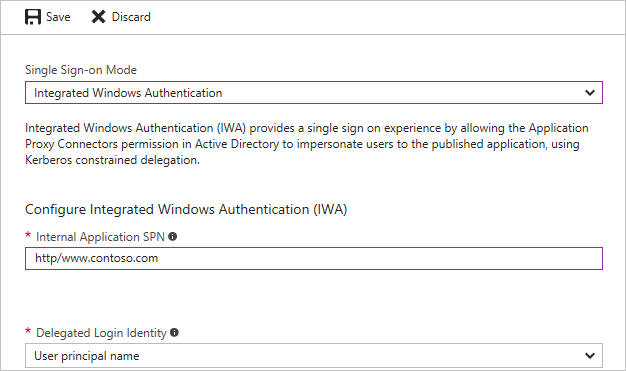 Save Discard
Single Sign-on Mode
Integrated Windows Authentication
Integrated Windows Authentication (IWA) provides a single sign on experience by allowing the Application
Proxy Connectors permission in Active Directory to impersonate users to the published application, using
Kerberos constrained delegation.
Configure Integrated Windows Authentication (IWA)
* Internal Application SPN
http/www.contoso.com
* Delegated Login Identity
User principal name